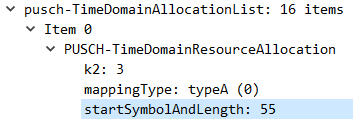 pusch-TimeDomainAllocationList: 16 items
Item 0
PUSCH-TimeDomainResourceAllocation
k2: 3
mappingType: typeA (0)
startSymbolAndLength: 55